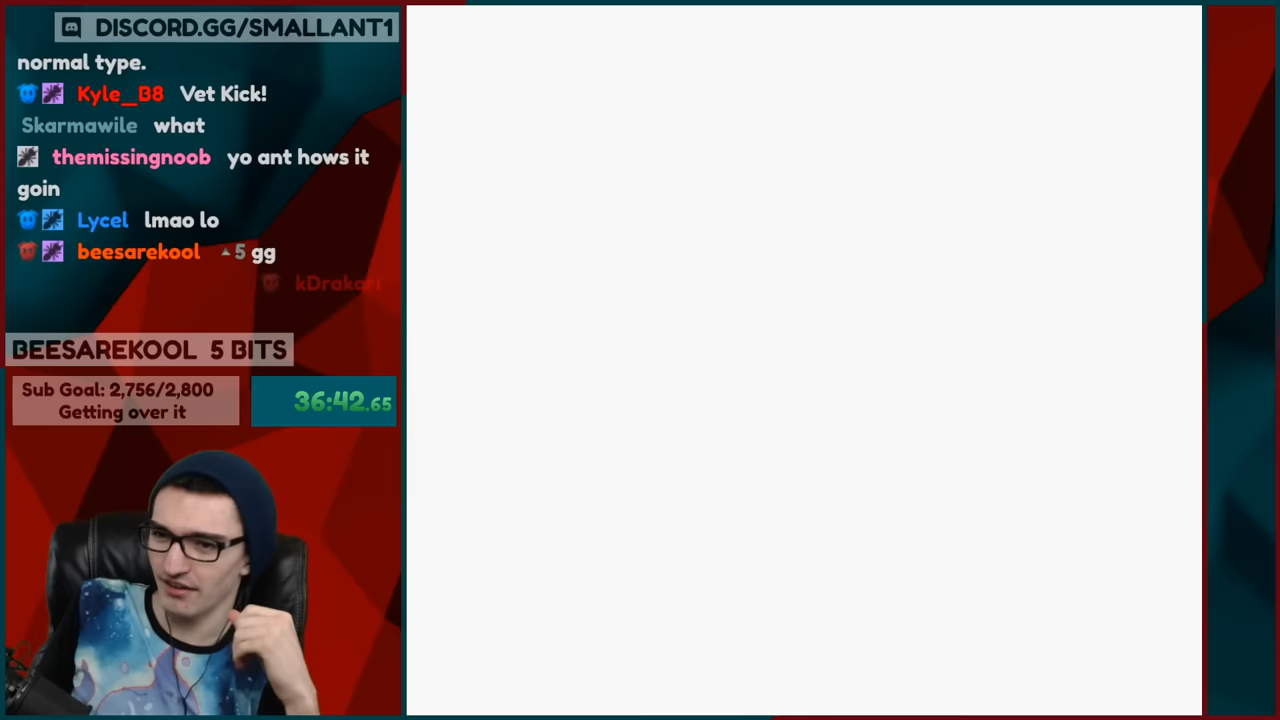 DISCORD.GG/SMALLANT1
normal type.
Kyle_B8 Vet Kick!
Skarmawile what
themissingnoob yo ant hows it
goin
Lycel lmao lo
beesarekool 5 gg
BEESAREKOOL 5 BITS
Sub Goal: 2,756/2,800
Getting over it
36:42.65